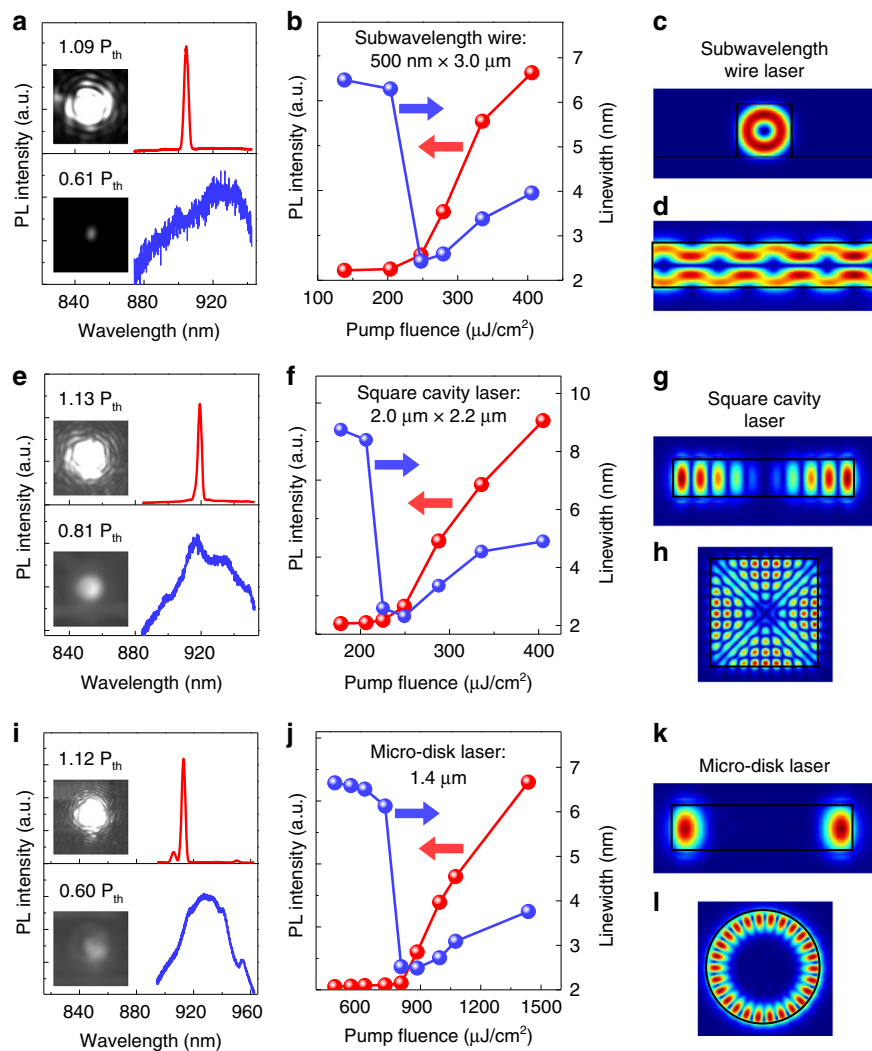 a
1.09 P_th
0.61 P_th
PL intensity (a.u.)
840 880 920
Wavelength (nm)
b
Subwavelength wire:
500 nm × 3.0 μm
PL intensity (a.u.)
7
6
5
4
3
2
Linewidth (nm)
100 200 300 400
Pump fluence (μJ/cm²)
c
Subwavelength
wire laser
d
e
1.13 P_th
0.81 P_th
PL intensity (a.u.)
840 880 920
Wavelength (nm)
f
Square cavity laser:
2.0 μm × 2.2 μm
PL intensity (a.u.)
10
8
6
4
2
Linewidth (nm)
200 300 400
Pump fluence (μJ/cm²)
g
Square cavity
laser
h
i
1.12 P_th
0.60 P_th
PL intensity (a.u.)
840 880 920 960
Wavelength (nm)
j
Micro-disk laser:
1.4 μm
PL intensity (a.u.)
7
6
5
4
3
2
Linewidth (nm)
600 900 1200 1500
Pump fluence (μJ/cm²)
k
Micro-disk laser
l